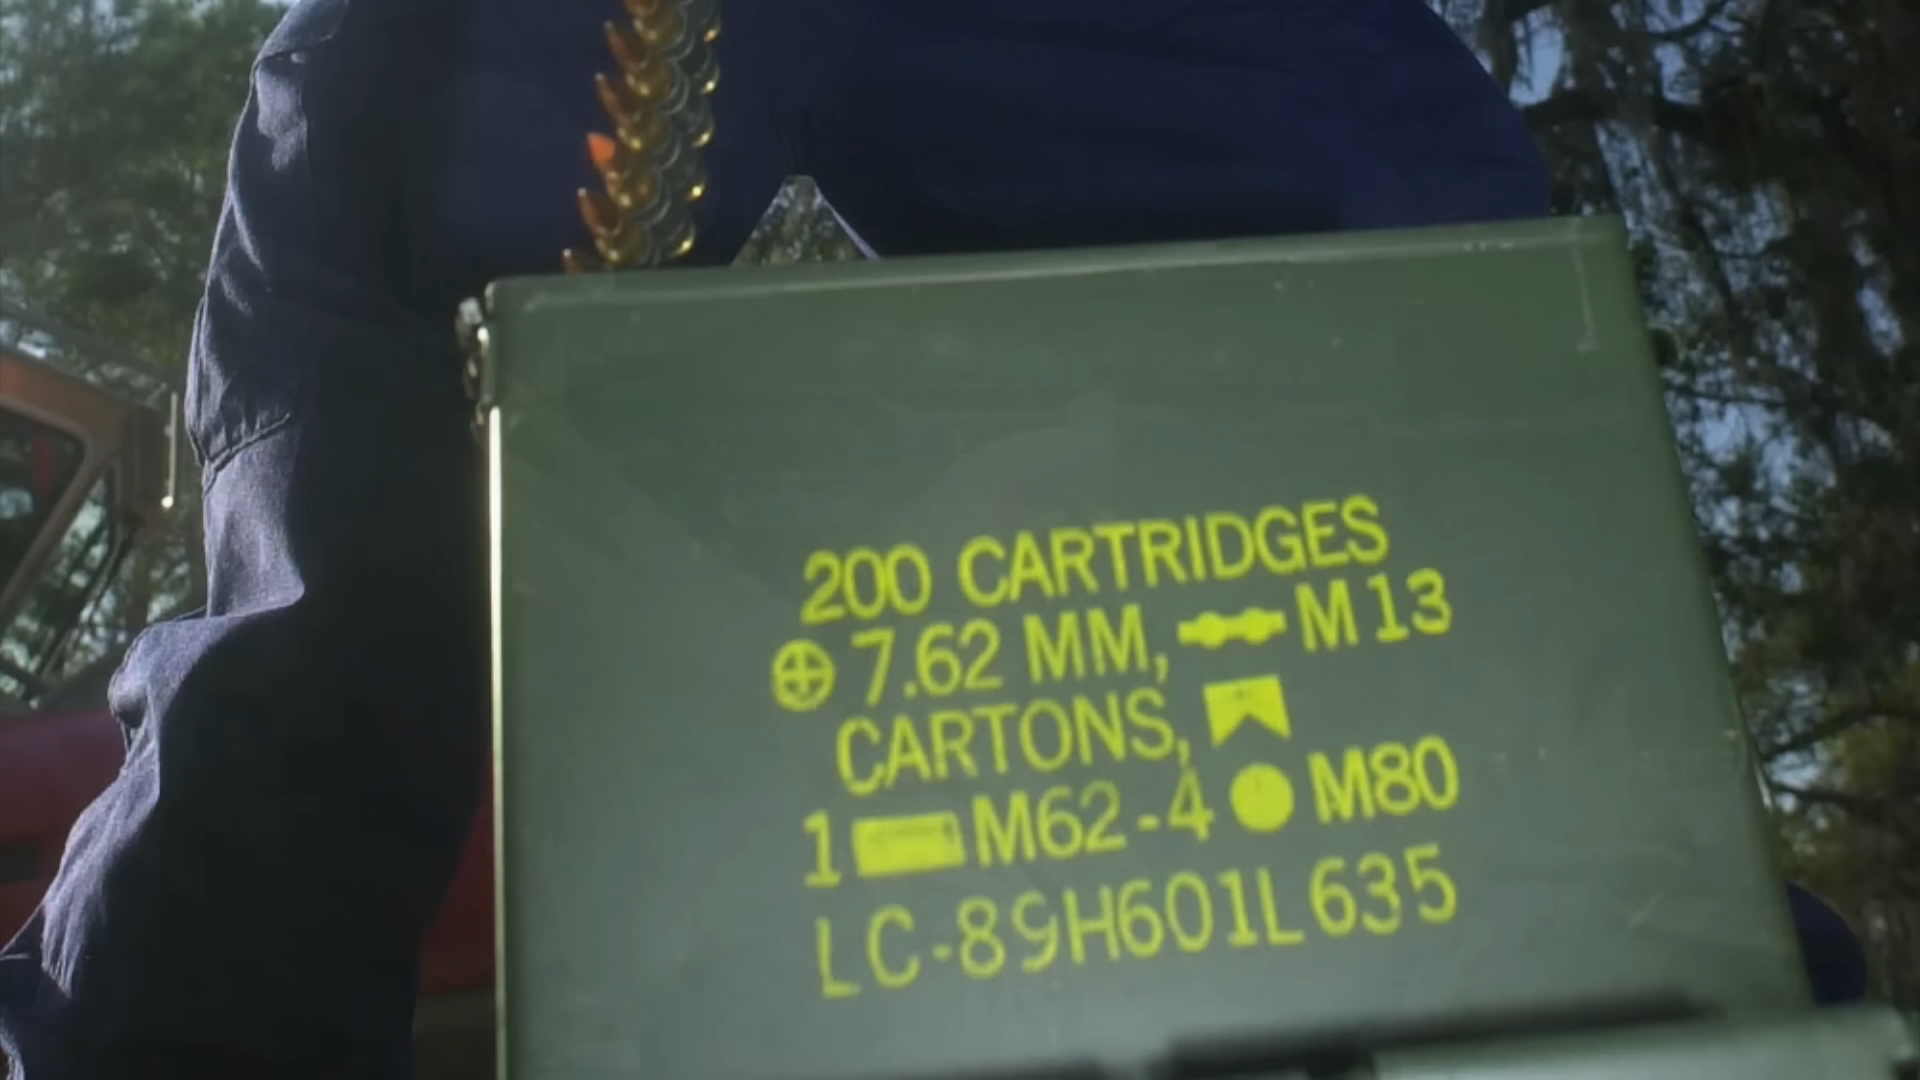 200 CARTRIDGES
7.62 MM, M13
CARTONS,
1 M62-4 M80
LC-89H601L635